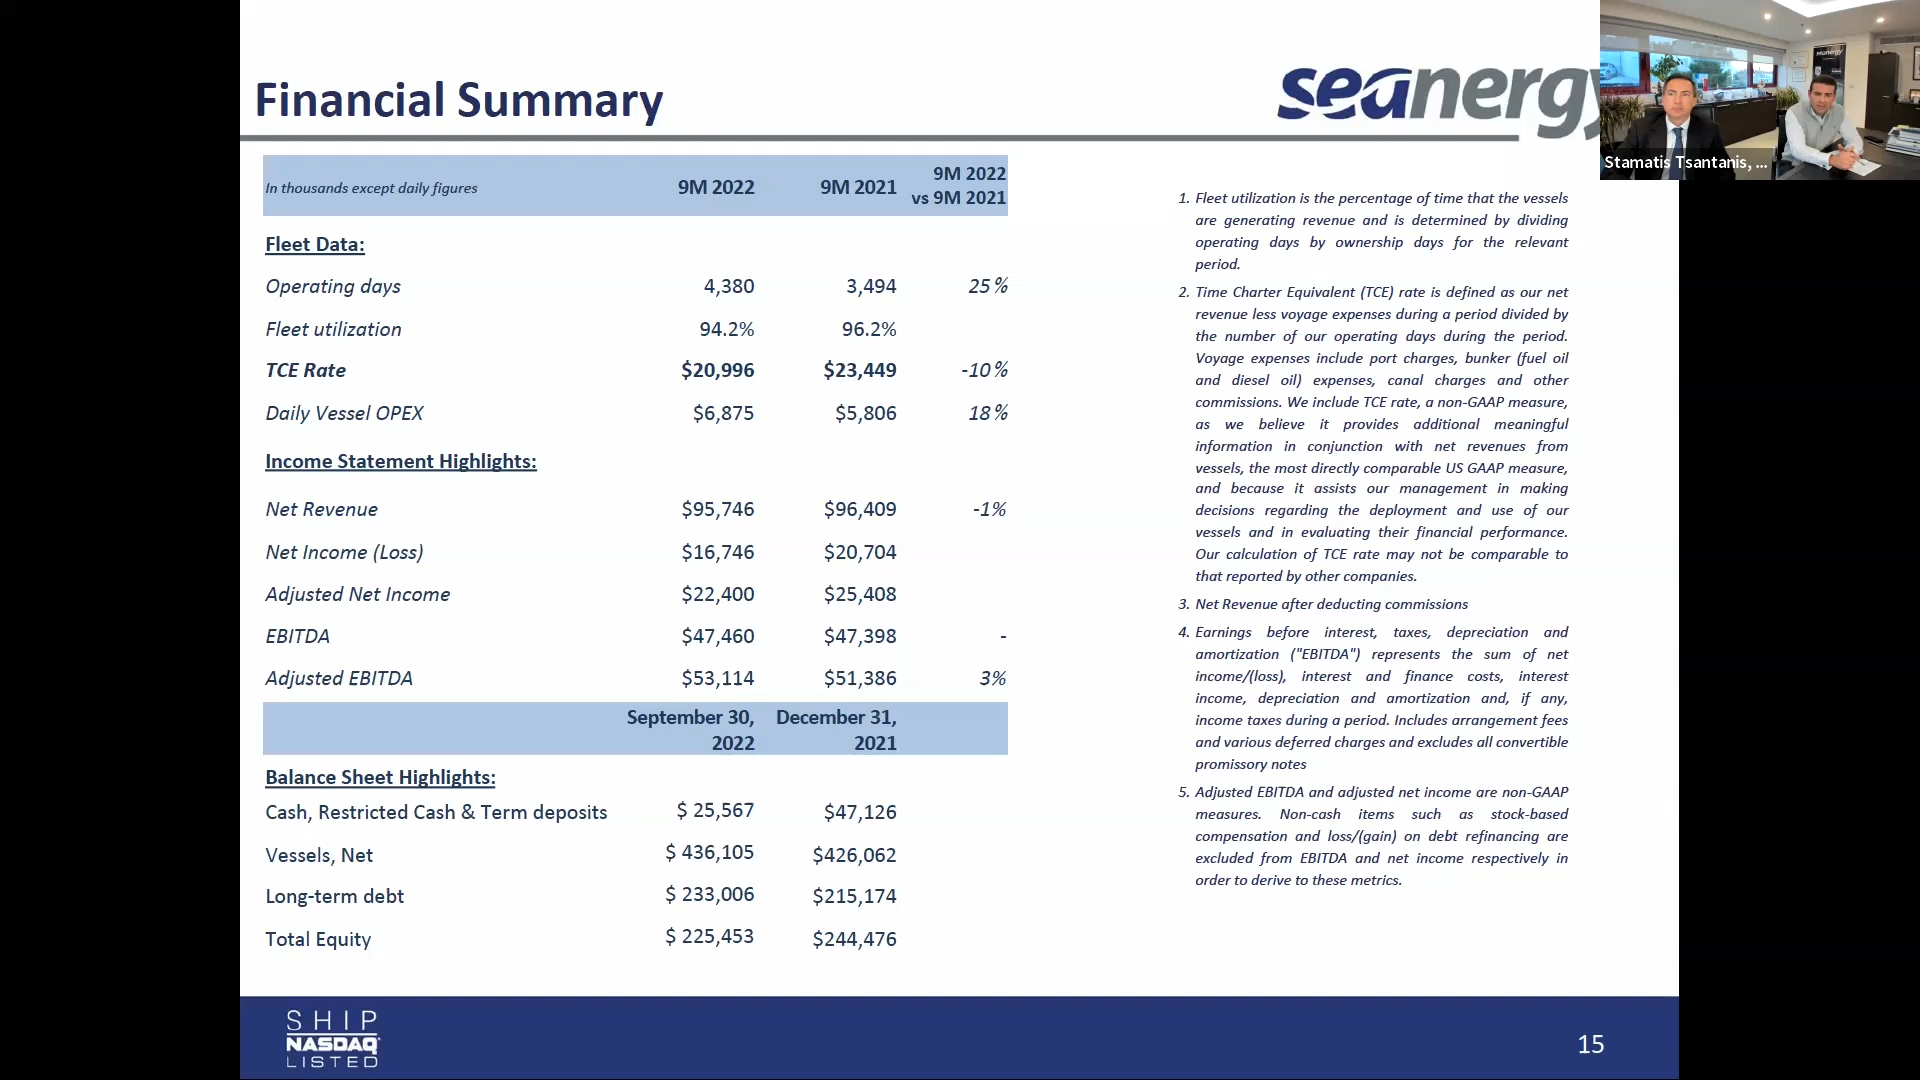 Financial Summary
seanergy
Stamatis Tsantanis, ...
In thousands except daily figures 9M 2022 9M 2021 9M 2022 vs 9M 2021
Fleet Data:
Operating days 4,380 3,494 25%
Fleet utilization 94.2% 96.2%
TCE Rate $20,996 $23,449 -10%
Daily Vessel OPEX $6,875 $5,806 18%
Income Statement Highlights:
Net Revenue $95,746 $96,409 -1%
Net Income (Loss) $16,746 $20,704
Adjusted Net Income $22,400 $25,408
EBITDA $47,460 $47,398 -
Adjusted EBITDA $53,114 $51,386 3%
September 30, 2022 December 31, 2021
Balance Sheet Highlights:
Cash, Restricted Cash & Term deposits $ 25,567 $47,126
Vessels, Net $ 436,105 $426,062
Long-term debt $ 233,006 $215,174
Total Equity $ 225,453 $244,476
1. Fleet utilization is the percentage of time that the vessels
are generating revenue and is determined by dividing
operating days by ownership days for the relevant
period.
2. Time Charter Equivalent (TCE) rate is defined as our net
revenue less voyage expenses during a period divided by
the number of our operating days during the period.
Voyage expenses include port charges, bunker (fuel oil
and diesel oil) expenses, canal charges and other
commissions. We include TCE rate, a non-GAAP measure,
as we believe it provides additional meaningful
information in conjunction with net revenues from
vessels, the most directly comparable US GAAP measure,
and because it assists our management in making
decisions regarding the deployment and use of our
vessels and in evaluating their financial performance.
Our calculation of TCE rate may not be comparable to
that reported by other companies.
3. Net Revenue after deducting commissions
4. Earnings before interest, taxes, depreciation and
amortization ("EBITDA") represents the sum of net
income/(loss), interest and finance costs, interest
income, depreciation and amortization and, if any,
income taxes during a period. Includes arrangement fees
and various deferred charges and excludes all convertible
promissory notes
5. Adjusted EBITDA and adjusted net income are non-GAAP
measures. Non-cash items such as stock-based
compensation and loss/(gain) on debt refinancing are
excluded from EBITDA and net income respectively in
order to derive to these metrics.
SHIP
NASDAQ
LISTED
15